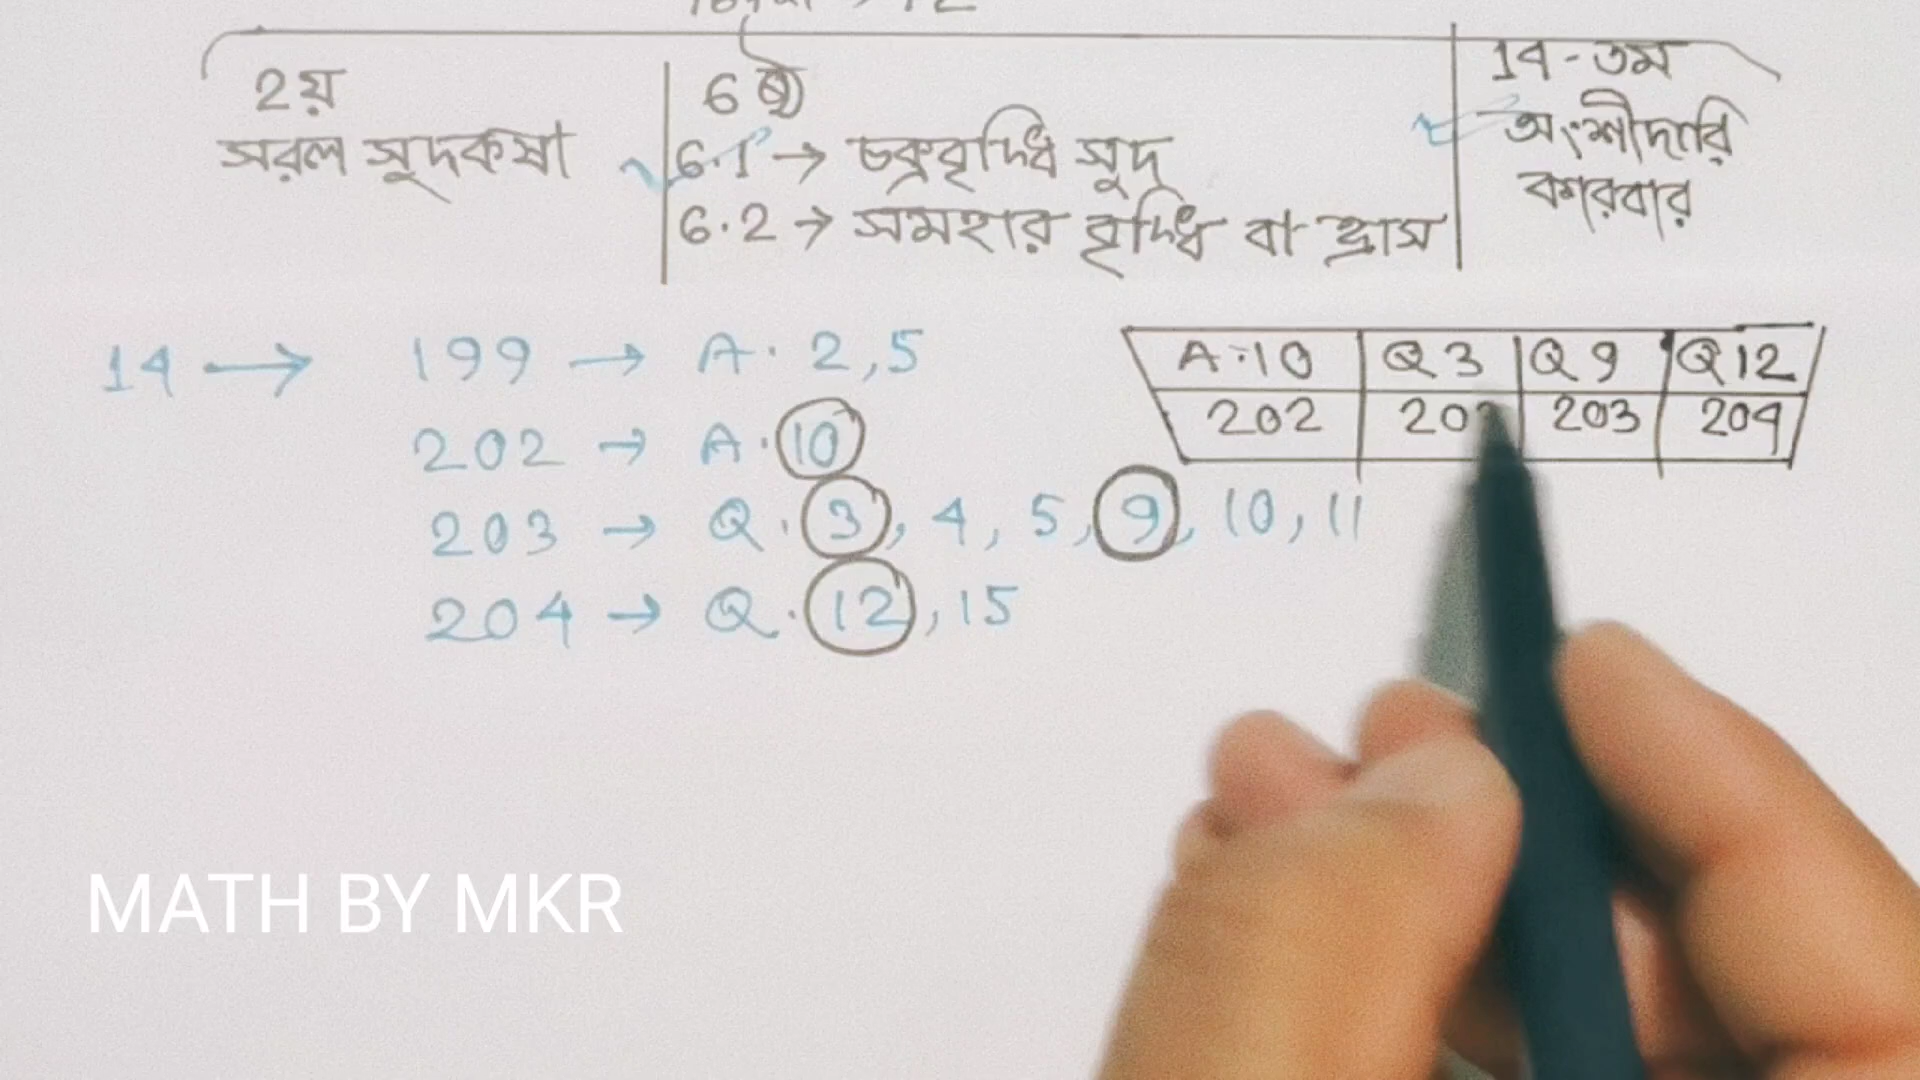 2য়
সরল সুদকষা
6ষ্ঠ
6.1 → চক্রবৃদ্ধি সুদ
6.2 → সমহার বৃদ্ধি বা হ্রাস
14-তম
অংশীদারি
কারবার
14 → 199 → A. 2, 5
202 → A. 10
203 → Q. 3, 4, 5, 9, 10, 11
204 → Q. 12, 15
A.10 Q3 Q9 Q12
202 203 204
MATH BY MKR